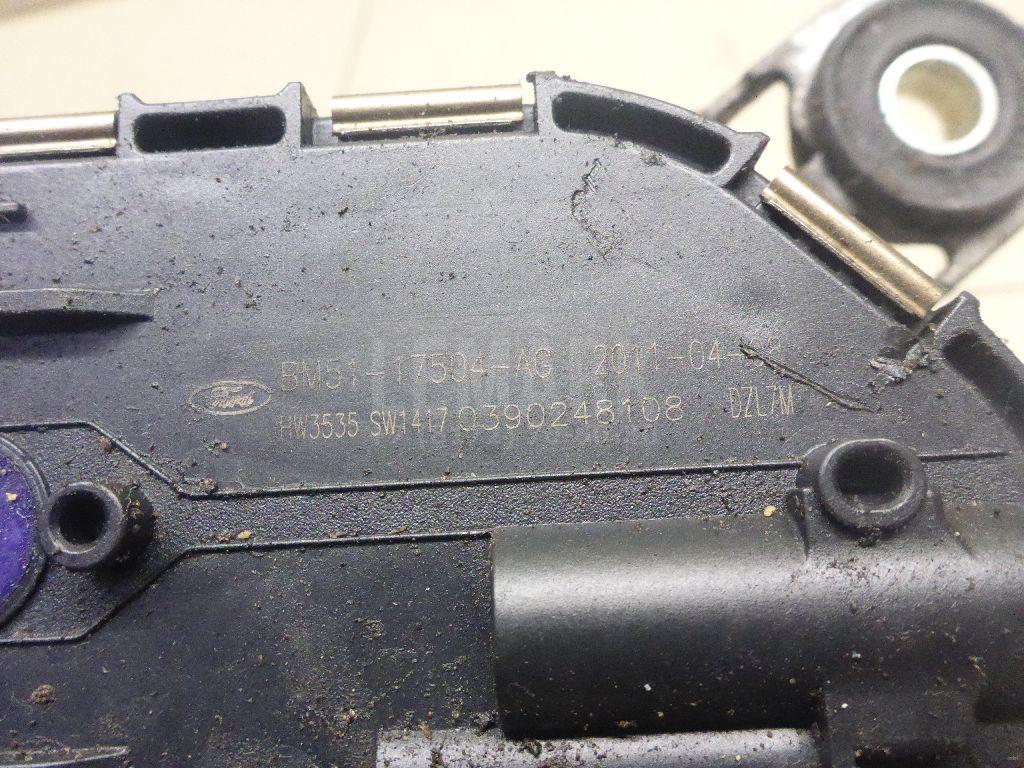 BM51-17504-AG 2011-04-
Ford
HW3535 SW1417 0390248108 DZL7M